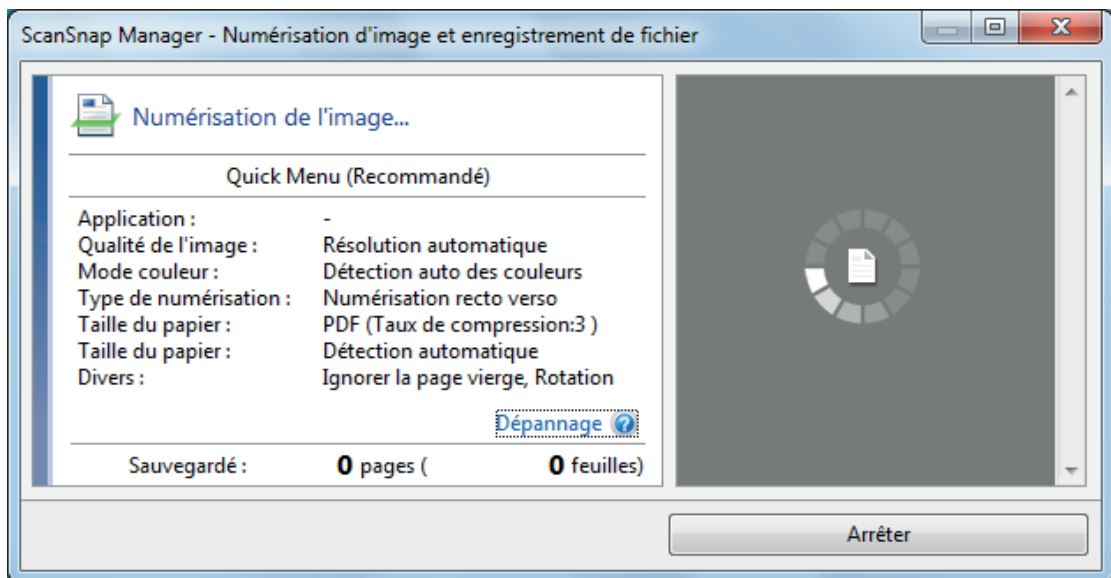 ScanSnap Manager - Numérisation d'image et enregistrement de fichier
Numérisation de l'image...
Quick Menu (Recommandé)
Application : -
Qualité de l'image : Résolution automatique
Mode couleur : Détection auto des couleurs
Type de numérisation : Numérisation recto verso
Taille du papier : PDF (Taux de compression:3 )
Taille du papier : Détection automatique
Divers : Ignorer la page vierge, Rotation
Dépannage ?
Sauvegardé : 0 pages ( 0 feuilles)
Arrêter